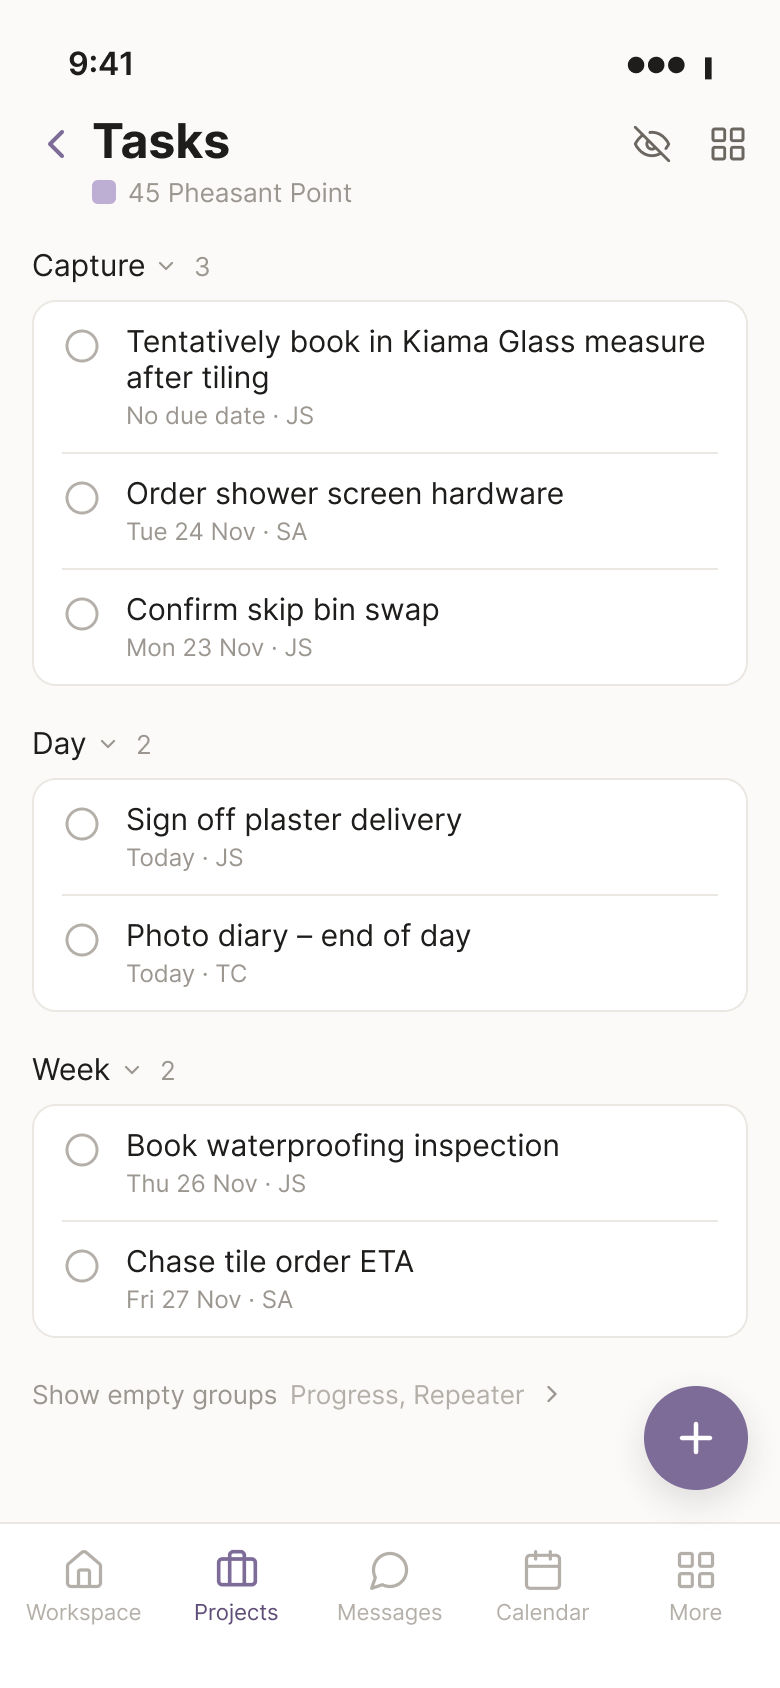 9:41
Tasks
45 Pheasant Point
Capture 3
Tentatively book in Kiama Glass measure
after tiling
No due date · JS
Order shower screen hardware
Tue 24 Nov · SA
Confirm skip bin swap
Mon 23 Nov · JS
Day 2
Sign off plaster delivery
Today · JS
Photo diary – end of day
Today · TC
Week 2
Book waterproofing inspection
Thu 26 Nov · JS
Chase tile order ETA
Fri 27 Nov · SA
Show empty groups Progress, Repeater
Workspace Projects Messages Calendar More